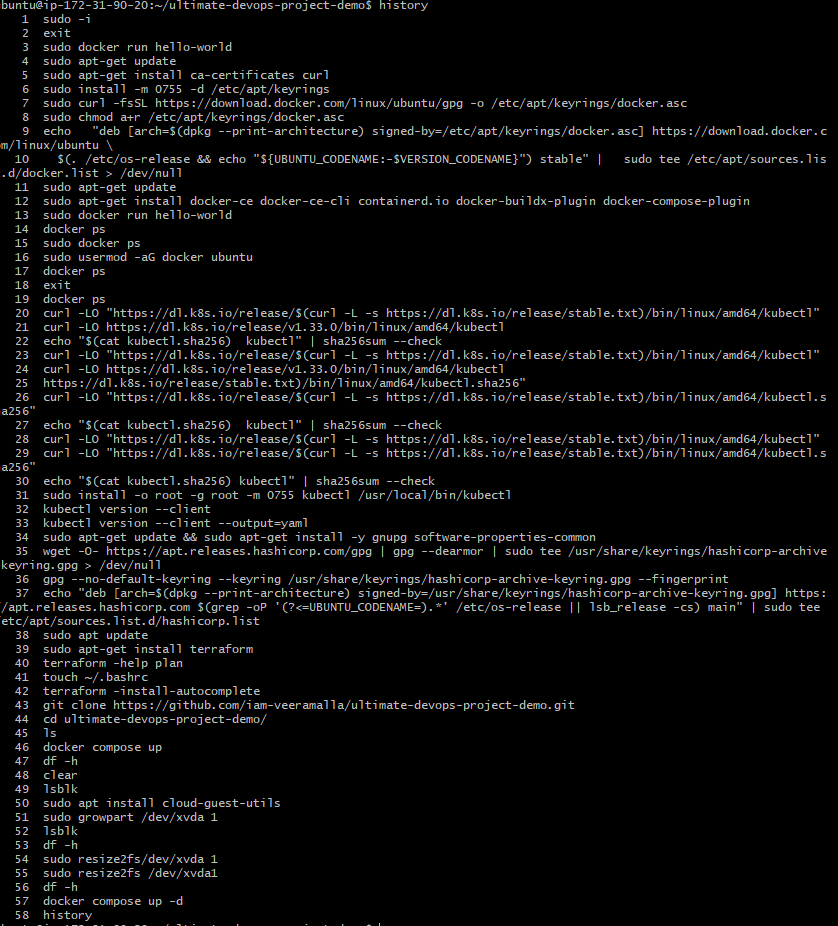 buntu@ip-172-31-90-20:~/ultimate-devops-project-demo$ history
1 sudo -i
2 exit
3 sudo docker run hello-world
4 sudo apt-get update
5 sudo apt-get install ca-certificates curl
6 sudo install -m 0755 -d /etc/apt/keyrings
7 sudo curl -fsSL https://download.docker.com/linux/ubuntu/gpg -o /etc/apt/keyrings/docker.asc
8 sudo chmod a+r /etc/apt/keyrings/docker.asc
9 echo   "deb [arch=$(dpkg --print-architecture) signed-by=/etc/apt/keyrings/docker.asc] https://download.docker.c
m/linux/ubuntu \
10   $(. /etc/os-release && echo "${UBUNTU_CODENAME:-$VERSION_CODENAME}") stable" |   sudo tee /etc/apt/sources.lis
.d/docker.list > /dev/null
11 sudo apt-get update
12 sudo apt-get install docker-ce docker-ce-cli containerd.io docker-buildx-plugin docker-compose-plugin
13 sudo docker run hello-world
14 docker ps
15 sudo docker ps
16 sudo usermod -aG docker ubuntu
17 docker ps
18 exit
19 docker ps
20 curl -LO "https://dl.k8s.io/release/$(curl -L -s https://dl.k8s.io/release/stable.txt)/bin/linux/amd64/kubectl"
21 curl -LO https://dl.k8s.io/release/v1.33.0/bin/linux/amd64/kubectl
22 echo "$(cat kubectl.sha256)  kubectl" | sha256sum --check
23 curl -LO "https://dl.k8s.io/release/$(curl -L -s https://dl.k8s.io/release/stable.txt)/bin/linux/amd64/kubectl"
24 curl -LO https://dl.k8s.io/release/v1.33.0/bin/linux/amd64/kubectl
25 https://dl.k8s.io/release/stable.txt)/bin/linux/amd64/kubectl.sha256"
26 curl -LO "https://dl.k8s.io/release/$(curl -L -s https://dl.k8s.io/release/stable.txt)/bin/linux/amd64/kubectl.s
a256"
27 echo "$(cat kubectl.sha256)  kubectl" | sha256sum --check
28 curl -LO "https://dl.k8s.io/release/$(curl -L -s https://dl.k8s.io/release/stable.txt)/bin/linux/amd64/kubectl"
29 curl -LO "https://dl.k8s.io/release/$(curl -L -s https://dl.k8s.io/release/stable.txt)/bin/linux/amd64/kubectl.s
a256"
30 echo "$(cat kubectl.sha256) kubectl" | sha256sum --check
31 sudo install -o root -g root -m 0755 kubectl /usr/local/bin/kubectl
32 kubectl version --client
33 kubectl version --client --output=yaml
34 sudo apt-get update && sudo apt-get install -y gnupg software-properties-common
35 wget -O- https://apt.releases.hashicorp.com/gpg | gpg --dearmor | sudo tee /usr/share/keyrings/hashicorp-archive
keyring.gpg > /dev/null
36 gpg --no-default-keyring --keyring /usr/share/keyrings/hashicorp-archive-keyring.gpg --fingerprint
37 echo "deb [arch=$(dpkg --print-architecture) signed-by=/usr/share/keyrings/hashicorp-archive-keyring.gpg] https:
/apt.releases.hashicorp.com $(grep -oP '(?<=UBUNTU_CODENAME=).*' /etc/os-release || lsb_release -cs) main" | sudo tee
/etc/apt/sources.list.d/hashicorp.list
38 sudo apt update
39 sudo apt-get install terraform
40 terraform -help plan
41 touch ~/.bashrc
42 terraform -install-autocomplete
43 git clone https://github.com/iam-veeramalla/ultimate-devops-project-demo.git
44 cd ultimate-devops-project-demo/
45 ls
46 docker compose up
47 df -h
48 clear
49 lsblk
50 sudo apt install cloud-guest-utils
51 sudo growpart /dev/xvda 1
52 lsblk
53 df -h
54 sudo resize2fs/dev/xvda 1
55 sudo resize2fs /dev/xvda1
56 df -h
57 docker compose up -d
58 history